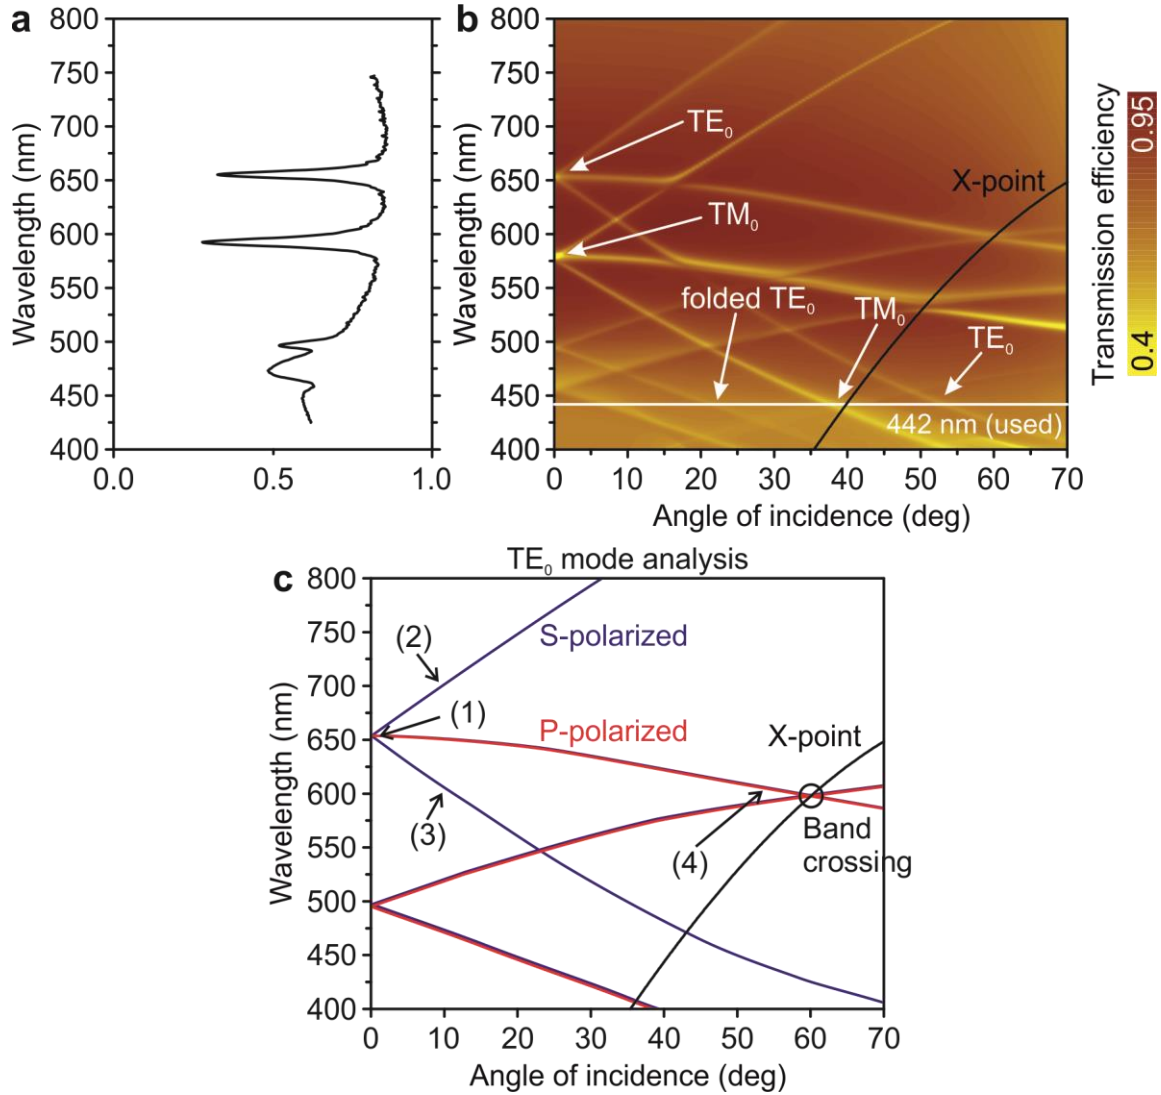 a
800
750
700
650
600
550
500
450
400
Wavelength (nm)
0.0
0.5
1.0
b
800
750
700
650
600
550
500
450
400
Wavelength (nm)
TE₀
TM₀
X-point
folded TE₀
TM₀
TE₀
442 nm (used)
0
10
20
30
40
50
60
70
Angle of incidence (deg)
Transmission efficiency
0.95
0.4
TE₀ mode analysis
c
800
750
700
650
600
550
500
450
400
Wavelength (nm)
(2)
S-polarized
(1)
P-polarized
X-point
(3)
(4)
Band
crossing
0
10
20
30
40
50
60
70
Angle of incidence (deg)